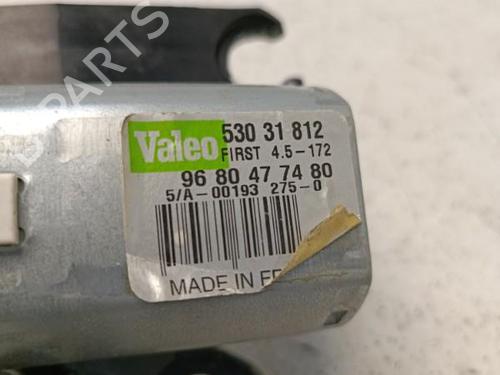 PARTS
Valeo
530 31 812
FIRST 4.5-172
96 80 47 74 80
5/A-00193 275-0
MADE IN